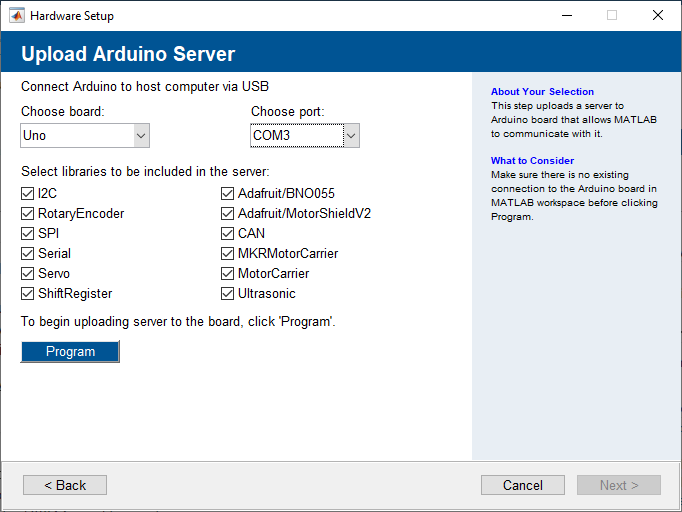 Hardware Setup
Upload Arduino Server
Connect Arduino to host computer via USB
Choose board:
Choose port:
Uno
COM3
Select libraries to be included in the server:
I2C
Adafruit/BNO055
RotaryEncoder
Adafruit/MotorShieldV2
SPI
CAN
Serial
MKRMotorCarrier
Servo
MotorCarrier
ShiftRegister
Ultrasonic
To begin uploading server to the board, click 'Program'.
Program
About Your Selection
This step uploads a server to
Arduino board that allows MATLAB
to communicate with it.
What to Consider
Make sure there is no existing
connection to the Arduino board in
MATLAB workspace before clicking
Program.
< Back
Cancel
Next >